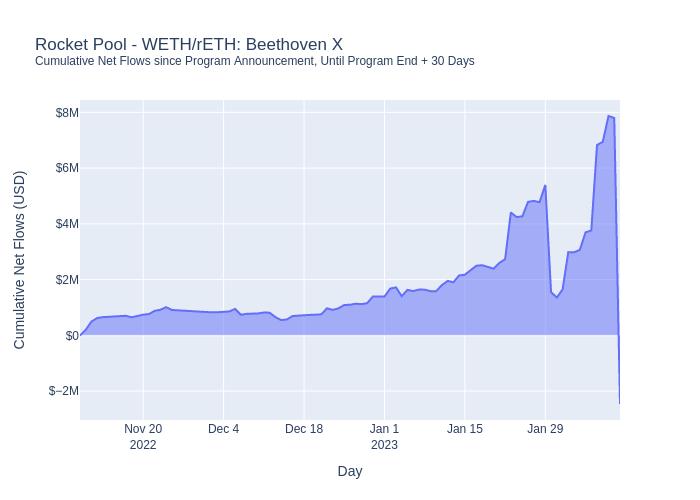 Rocket Pool - WETH/rETH: Beethoven X
Cumulative Net Flows since Program Announcement, Until Program End + 30 Days
Cumulative Net Flows (USD)
$8M
$6M
$4M
$2M
$0
$−2M
Nov 20
2022
Dec 4
Dec 18
Jan 1
2023
Jan 15
Jan 29
Day